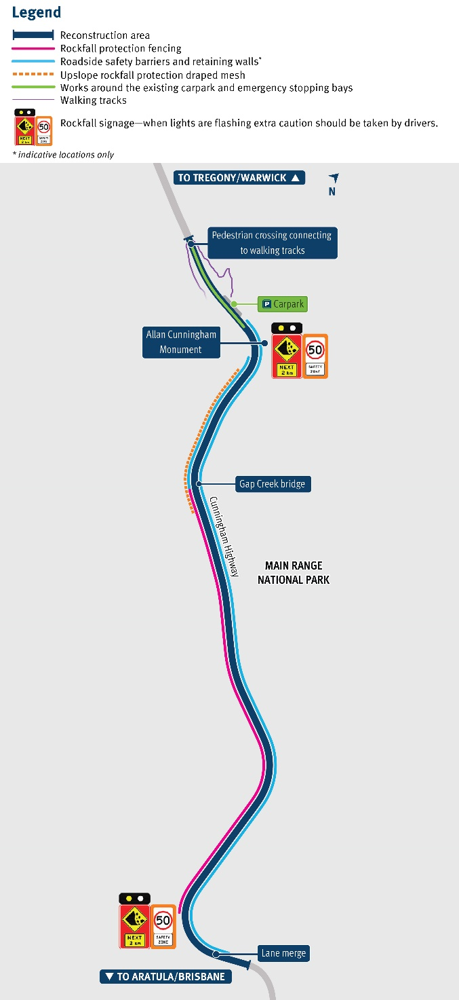 Legend
Reconstruction area
Rockfall protection fencing
Roadside safety barriers and retaining walls*
Upslope rockfall protection draped mesh
Works around the existing carpark and emergency stopping bays
Walking tracks
NEXT
2 km
50
SAFETY
ZONE
Rockfall signage—when lights are flashing extra caution should be taken by drivers.
* indicative locations only
TO TREGONY/WARWICK ▲
N
Pedestrian crossing connecting
to walking tracks
P Carpark
Allan Cunningham
Monument
NEXT
2 km
50
SAFETY
ZONE
Gap Creek bridge
Cunningham Highway
MAIN RANGE
NATIONAL PARK
NEXT
2 km
50
SAFETY
ZONE
Lane merge
▼ TO ARATULA/BRISBANE